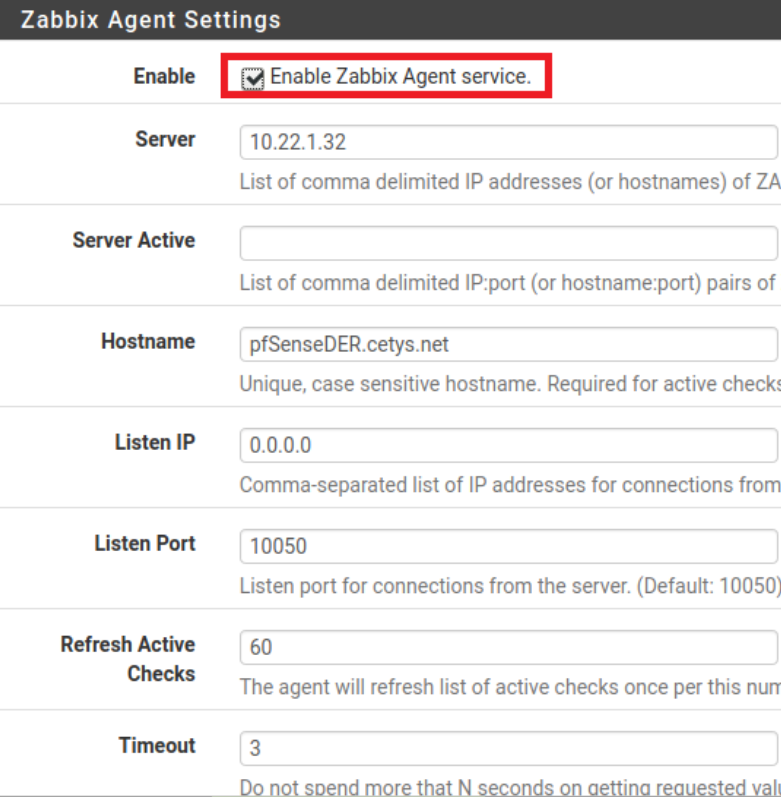 Zabbix Agent Settings
Enable Enable Zabbix Agent service.
Server 10.22.1.32
List of comma delimited IP addresses (or hostnames) of ZA
Server Active
List of comma delimited IP:port (or hostname:port) pairs of
Hostname pfSenseDER.cetys.net
Unique, case sensitive hostname. Required for active checks
Listen IP 0.0.0.0
Comma-separated list of IP addresses for connections from
Listen Port 10050
Listen port for connections from the server. (Default: 10050)
Refresh Active
Checks
60
The agent will refresh list of active checks once per this num
Timeout 3
Do not spend more that N seconds on getting requested valu